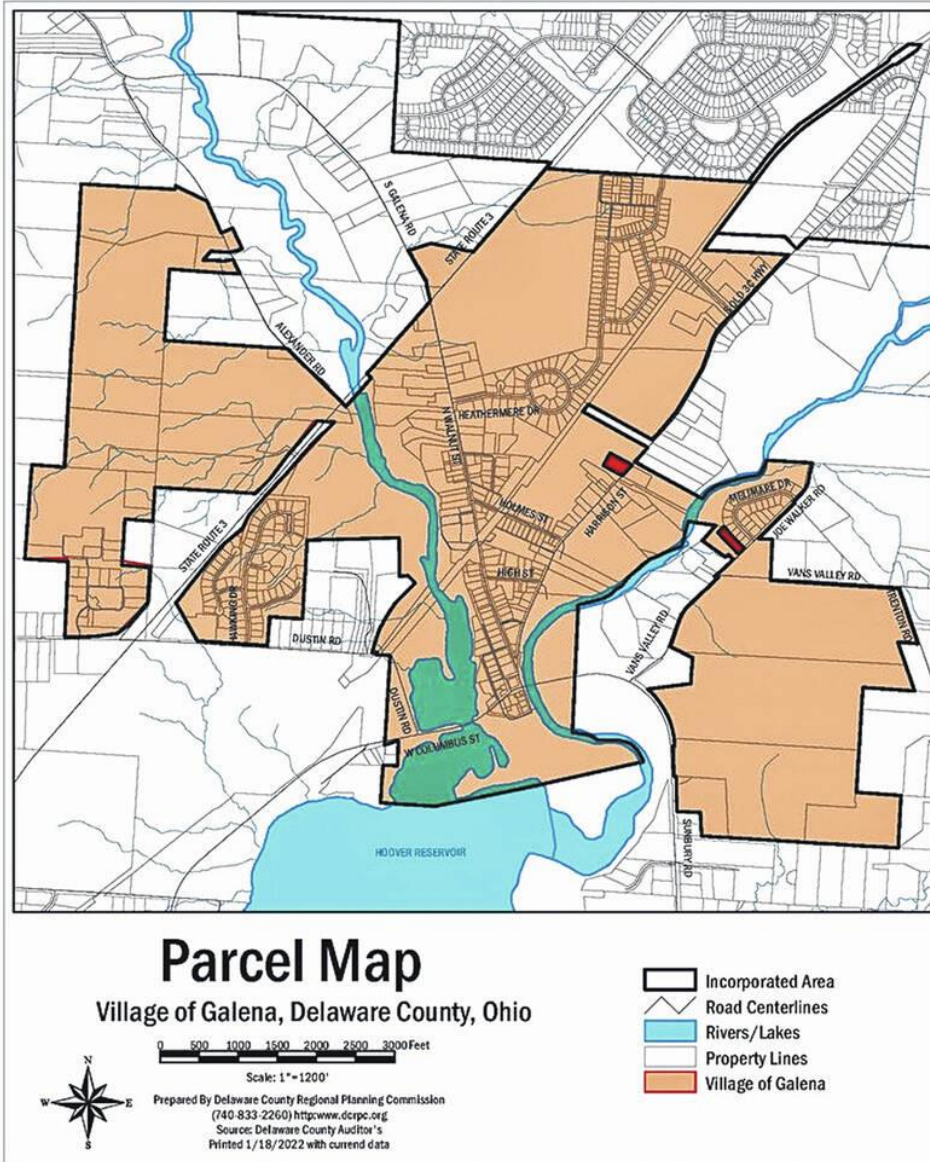 S GALENA RD
STATE ROUTE 3
OLD 3C HWY
ALEXANDER RD
N WALNUT ST
HEATHERMERE DR
HOLMES ST
HARRISON ST
MELIMARE DR
JOE WALKER RD
STATE ROUTE 3
HIGH ST
VANS VALLEY RD
TRENTON RD
HAWKING DR
DUSTIN RD
VANS VALLEY RD
DUSTIN RD
W COLUMBUS ST
HOOVER RESERVOIR
SUNBURY RD
Parcel Map
Village of Galena, Delaware County, Ohio
0 500 1000 1500 2000 2500 3000 Feet
Scale: 1"=1200'
N
W E
S
Prepared By Delaware County Regional Planning Commission
(740-833-2260) http:www.dcrpc.org
Source: Delaware County Auditor's
Printed 1/18/2022 with currend data
Incorporated Area
Road Centerlines
Rivers/Lakes
Property Lines
Village of Galena